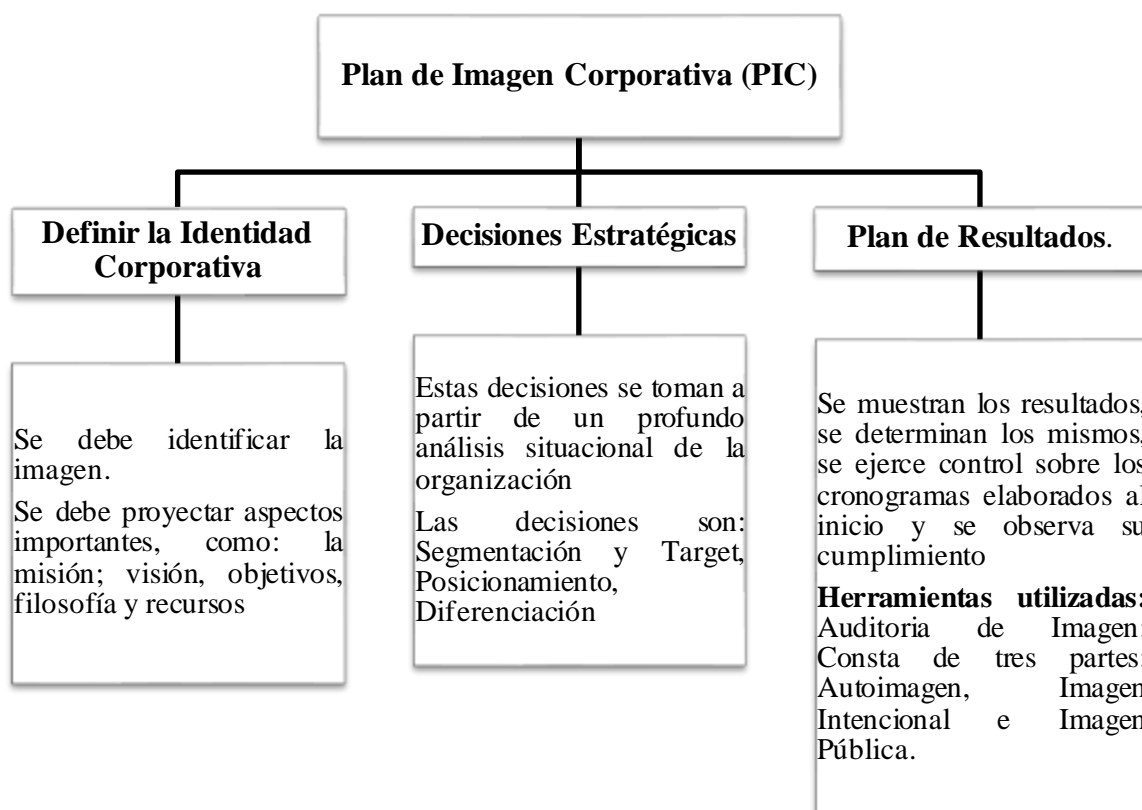 Plan de Imagen Corporativa (PIC)
Definir la Identidad
Corporativa
Se debe identificar la
imagen.
Se debe proyectar aspectos
importantes, como: la
misión; visión, objetivos,
filosofía y recursos
Decisiones Estratégicas
Estas decisiones se toman a
partir de un profundo
análisis situacional de la
organización
Las decisiones son:
Segmentación y Target,
Posicionamiento,
Diferenciación
Plan de Resultados.
Se muestran los resultados,
se determinan los mismos,
se ejerce control sobre los
cronogramas elaborados al
inicio y se observa su
cumplimiento
Herramientas utilizadas:
Auditoria de Imagen:
Consta de tres partes:
Autoimagen, Imagen
Intencional e Imagen
Pública.